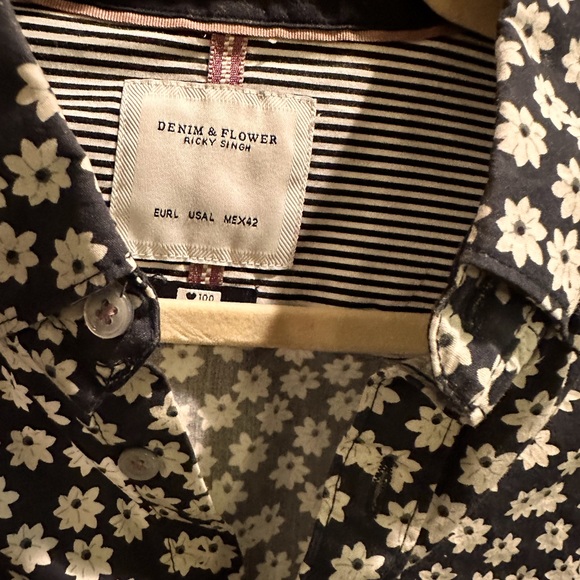 DENIM & FLOWER
RICKY SINGH
EURL USAL MEX42
100